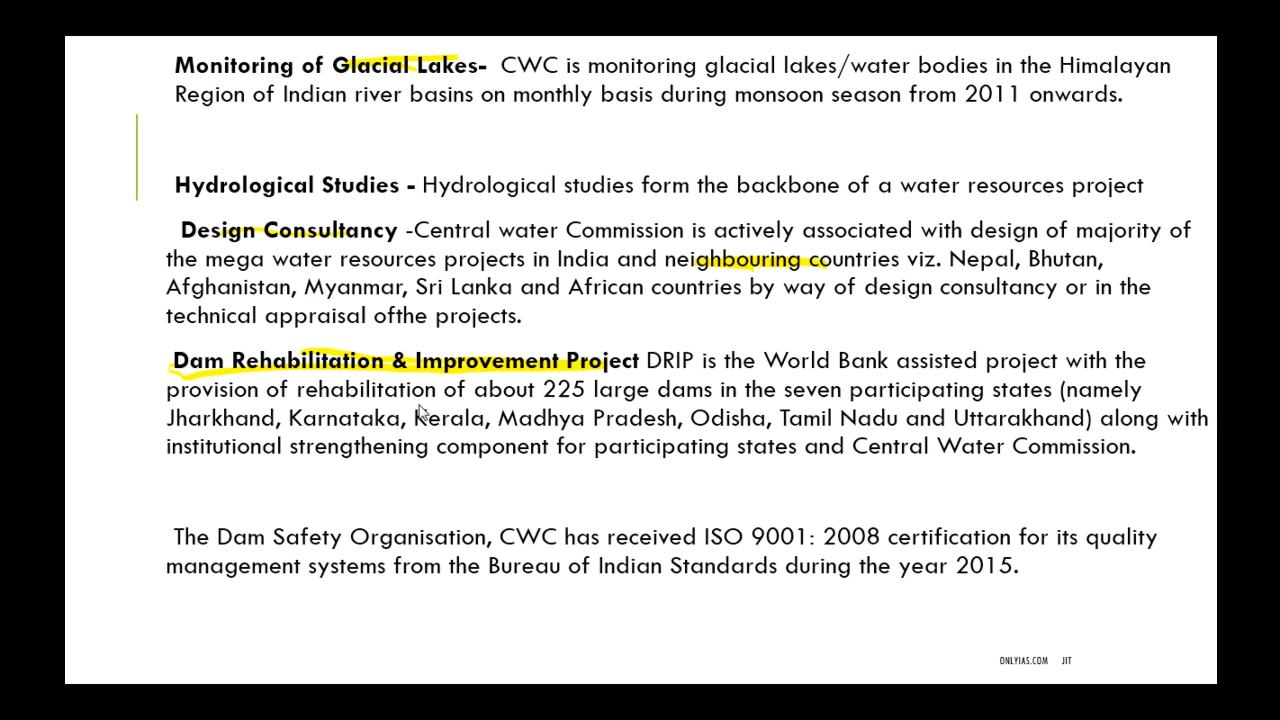 Monitoring of Glacial Lakes- CWC is monitoring glacial lakes/water bodies in the Himalayan
Region of Indian river basins on monthly basis during monsoon season from 2011 onwards.
Hydrological Studies - Hydrological studies form the backbone of a water resources project
Design Consultancy -Central water Commission is actively associated with design of majority of
the mega water resources projects in India and neighbouring countries viz. Nepal, Bhutan,
Afghanistan, Myanmar, Sri Lanka and African countries by way of design consultancy or in the
technical appraisal ofthe projects.
Dam Rehabilitation & Improvement Project DRIP is the World Bank assisted project with the
provision of rehabilitation of about 225 large dams in the seven participating states (namely
Jharkhand, Karnataka, Kerala, Madhya Pradesh, Odisha, Tamil Nadu and Uttarakhand) along with
institutional strengthening component for participating states and Central Water Commission.
The Dam Safety Organisation, CWC has received ISO 9001: 2008 certification for its quality
management systems from the Bureau of Indian Standards during the year 2015.
ONLYIAS.COM JIT